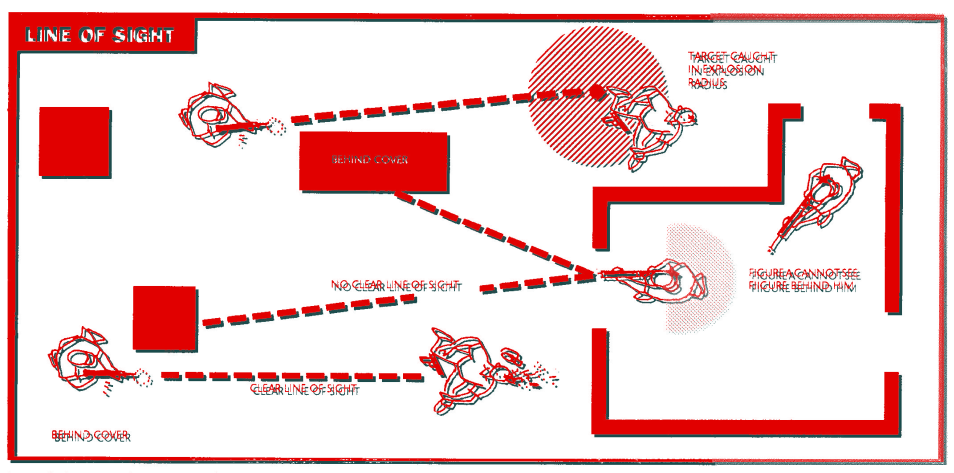 LINE OF SIGHT
TARGET CAUGHT
IN EXPLOSION
RADIUS
BEHIND COVER
FIGURE A CANNOT SEE
FIGURE BEHIND HIM
NO CLEAR LINE OF SIGHT
CLEAR LINE OF SIGHT
BEHIND COVER